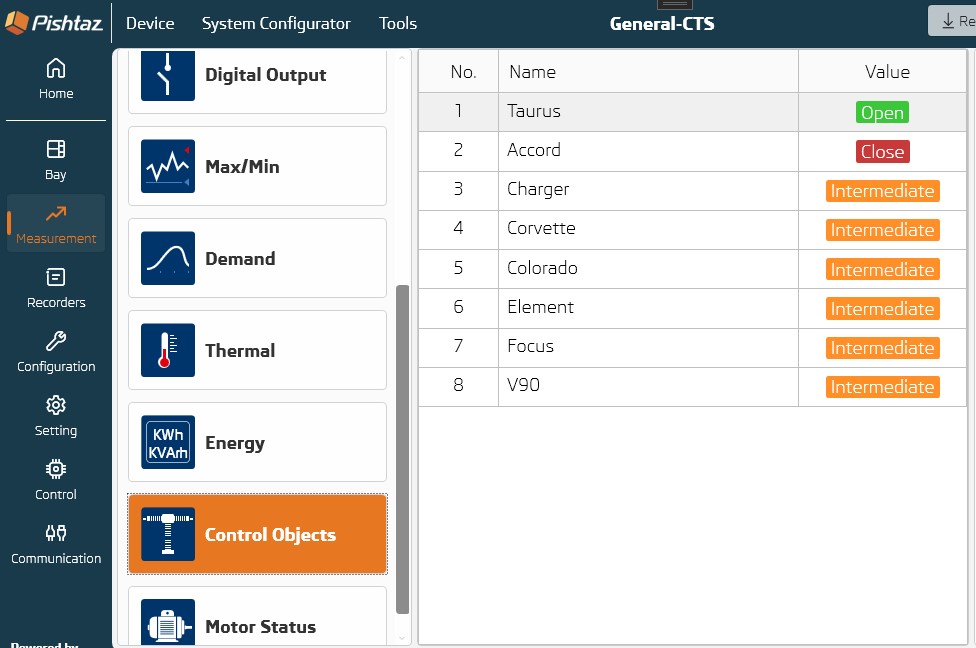 Pishtaz Device System Configurator Tools General-CTS Re
Home
Bay
Measurement
Recorders
Configuration
Setting
Control
Communication
Powered by
Digital Output
Max/Min
Demand
Thermal
KWh
KVArh
Energy
Control Objects
Motor Status
No. Name Value
1 Taurus Open
2 Accord Close
3 Charger Intermediate
4 Corvette Intermediate
5 Colorado Intermediate
6 Element Intermediate
7 Focus Intermediate
8 V90 Intermediate